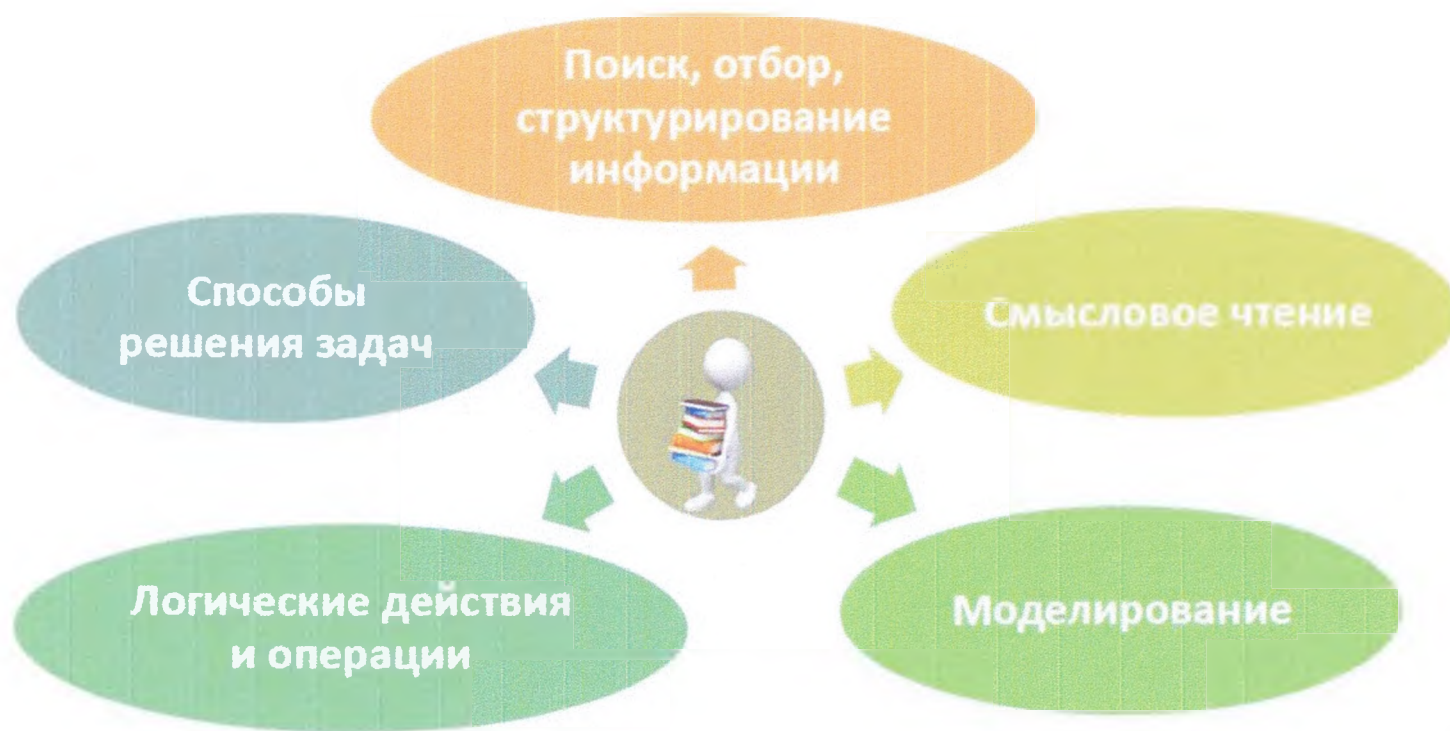 Поиск, отбор,
структурирование
информации
Способы
решения задач
Смысловое чтение
Логические действия
и операции
Моделирование